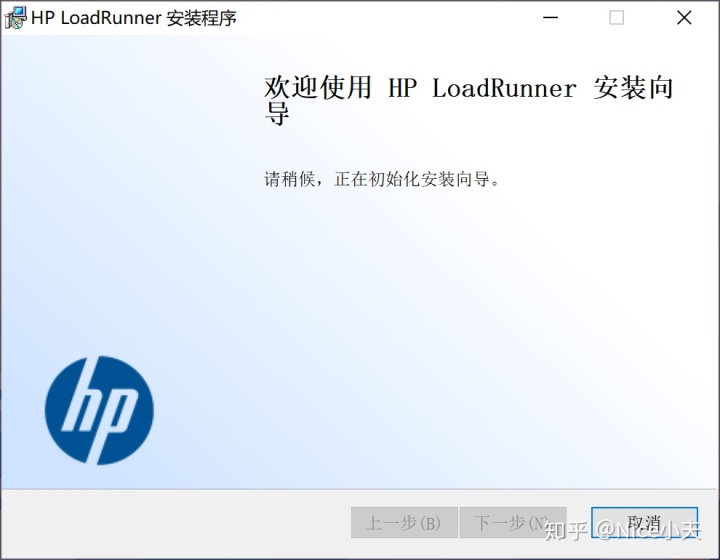 HP LoadRunner 安装程序
欢迎使用 HP LoadRunner 安装向
导
请稍候，正在初始化安装向导。
hp
上一步(B)
下一步(N)
取消
知乎 @Nice小夫